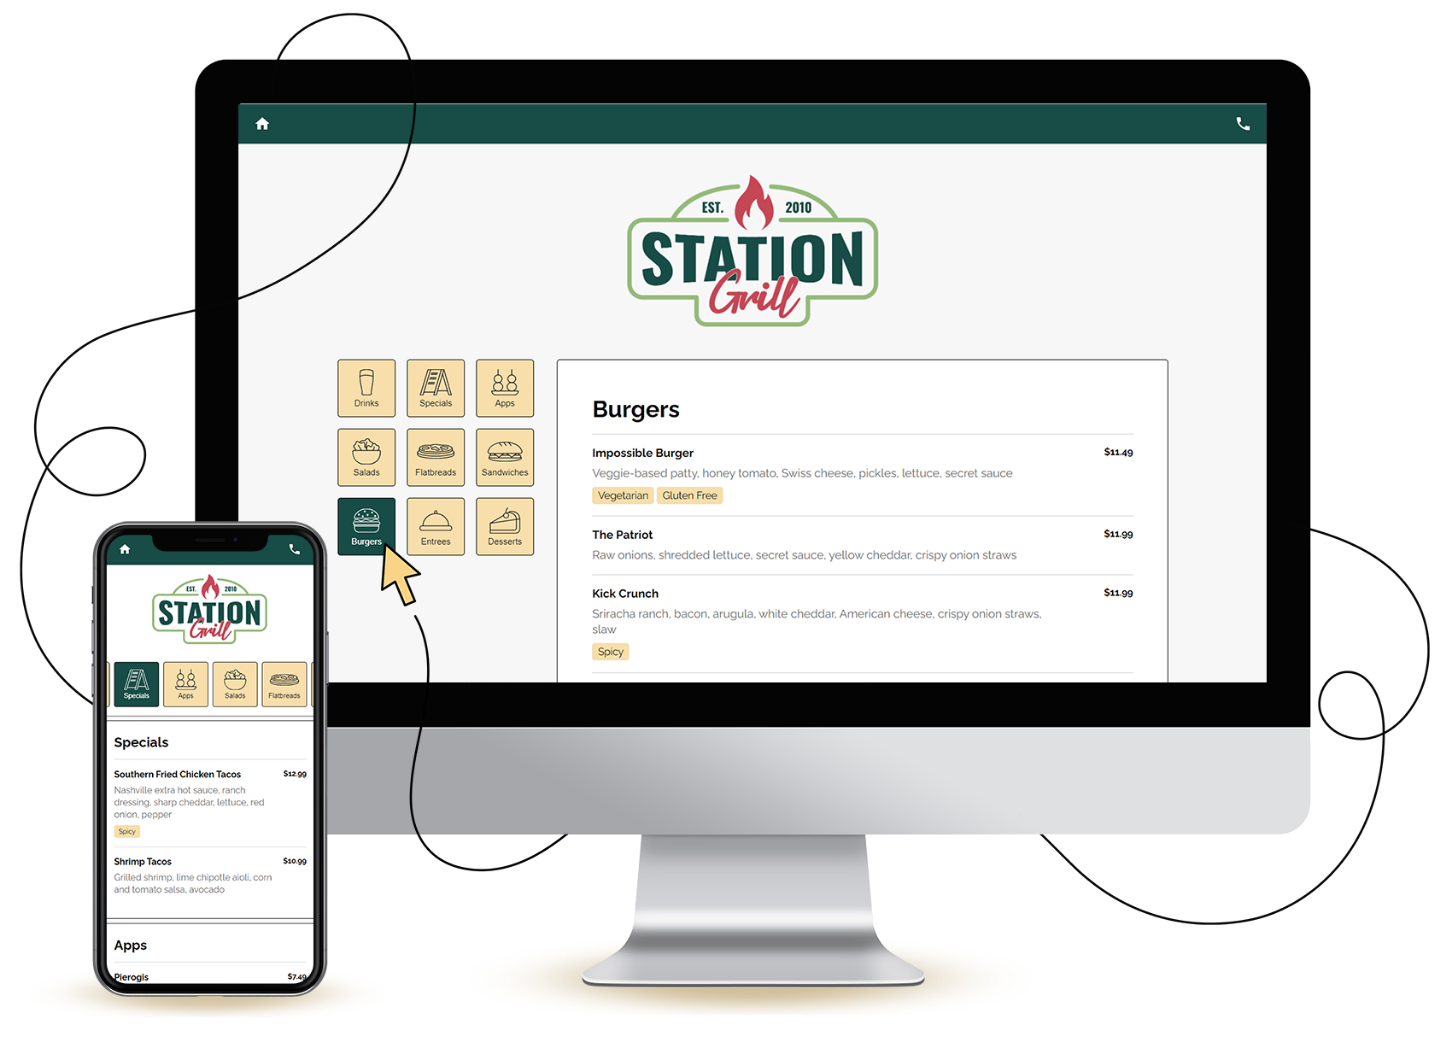 EST. 2010
STATION
Grill
Drinks
Specials
Apps
Salads
Flatbreads
Sandwiches
Burgers
Entrees
Desserts
Burgers
Impossible Burger $11.49
Veggie-based patty, honey tomato, Swiss cheese, pickles, lettuce, secret sauce
Vegetarian Gluten Free
The Patriot $11.99
Raw onions, shredded lettuce, secret sauce, yellow cheddar, crispy onion straws
Kick Crunch $11.99
Sriracha ranch, bacon, arugula, white cheddar, American cheese, crispy onion straws,
slaw
Spicy
EST. 2010
STATION
Grill
Specials
Apps
Salads
Flatbreads
Specials
Southern Fried Chicken Tacos $12.99
Nashville extra hot sauce, ranch
dressing, sharp cheddar, lettuce, red
onion, pepper
Spicy
Shrimp Tacos $10.99
Grilled shrimp, lime chipotle aioli, corn
and tomato salsa, avocado
Apps
Pierogis $7.49